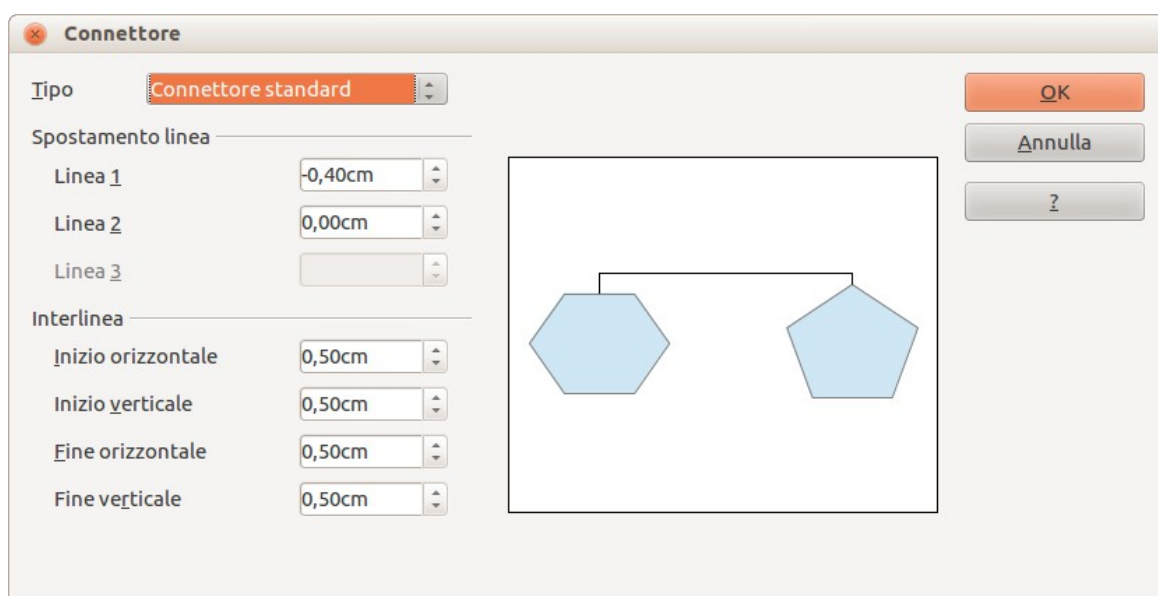 Connettore
Tipo Connettore standard
Spostamento linea
Linea 1 -0,40cm
Linea 2 0,00cm
Linea 3
Interlinea
Inizio orizzontale 0,50cm
Inizio verticale 0,50cm
Fine orizzontale 0,50cm
Fine verticale 0,50cm
OK
Annulla
?